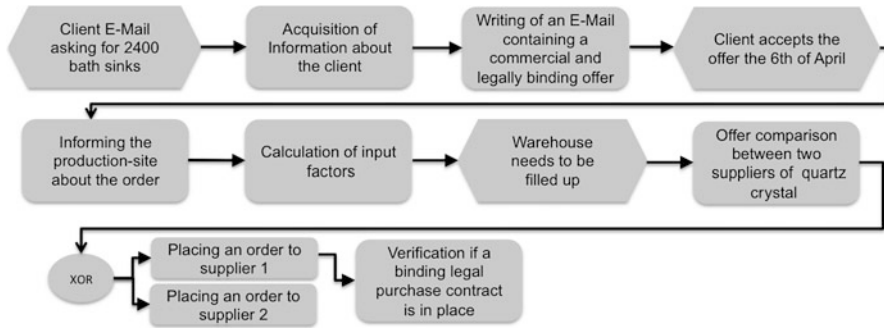 Client E-Mail
asking for 2400
bath sinks
Acquisition of
Information about
the client
Writing of an E-Mail
containing a
commercial and
legally binding offer
Client accepts the
offer the 6th of April
Informing the
production-site
about the order
Calculation of input
factors
Warehouse
needs to be
filled up
Offer comparison
between two
suppliers of quartz
crystal
XOR
Placing an order to
supplier 1
Placing an order to
supplier 2
Verification if a
binding legal
purchase contract
is in place